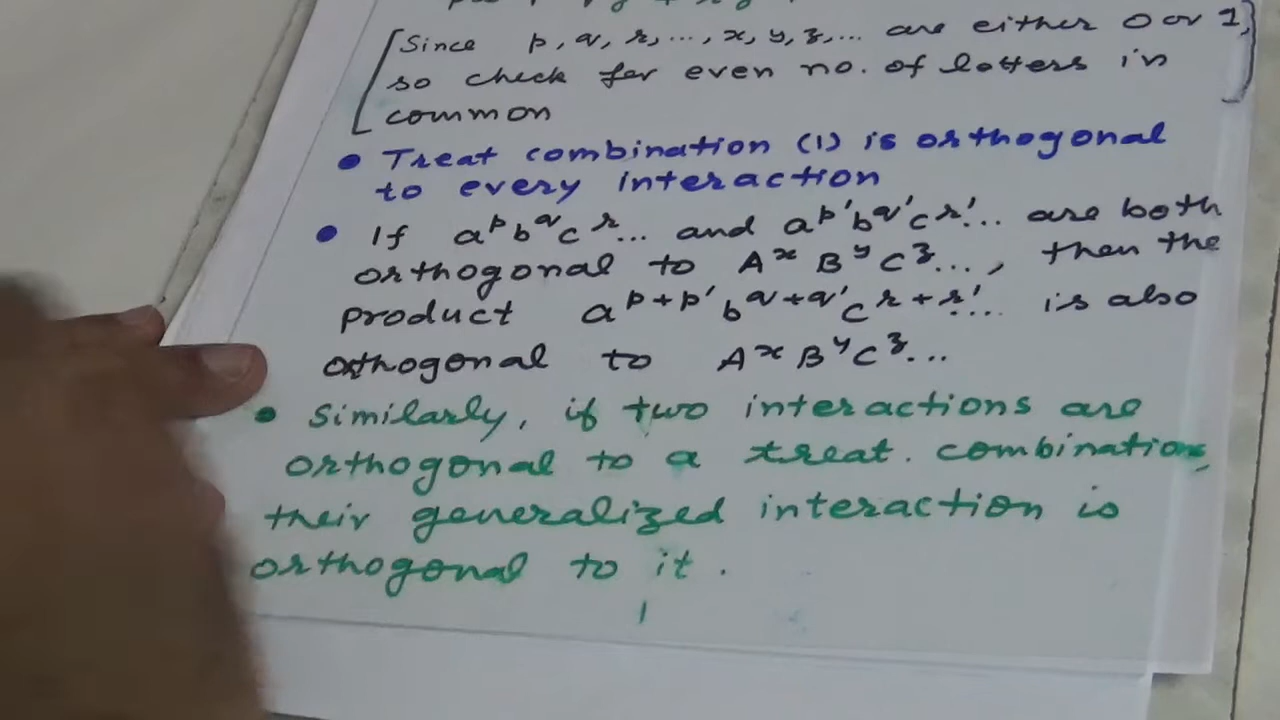 [Since p, q, r, ..., x, y, z, ... are either 0 or 1,
so check for even no. of letters in
common]
• Treat combination (1) is orthogonal
to every interaction
• If a^p b^q c^r ... and a^p' b^q' c^r' ... are both
orthogonal to A^x B^y C^z ..., then the
product a^p+p' b^q+q' c^r+r' ... is also
orthogonal to A^x B^y C^z ...
• Similarly, if two interactions are
orthogonal to a treat. combination,
their generalized interaction is
orthogonal to it.